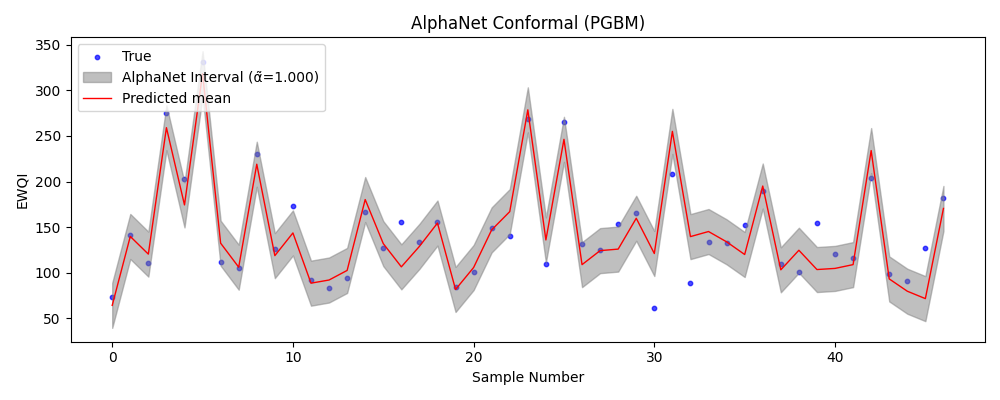 AlphaNet Conformal (PGBM)
350
300
250
200
150
100
50
EWQI
True
AlphaNet Interval (α̃=1.000)
Predicted mean
0
10
20
30
40
Sample Number